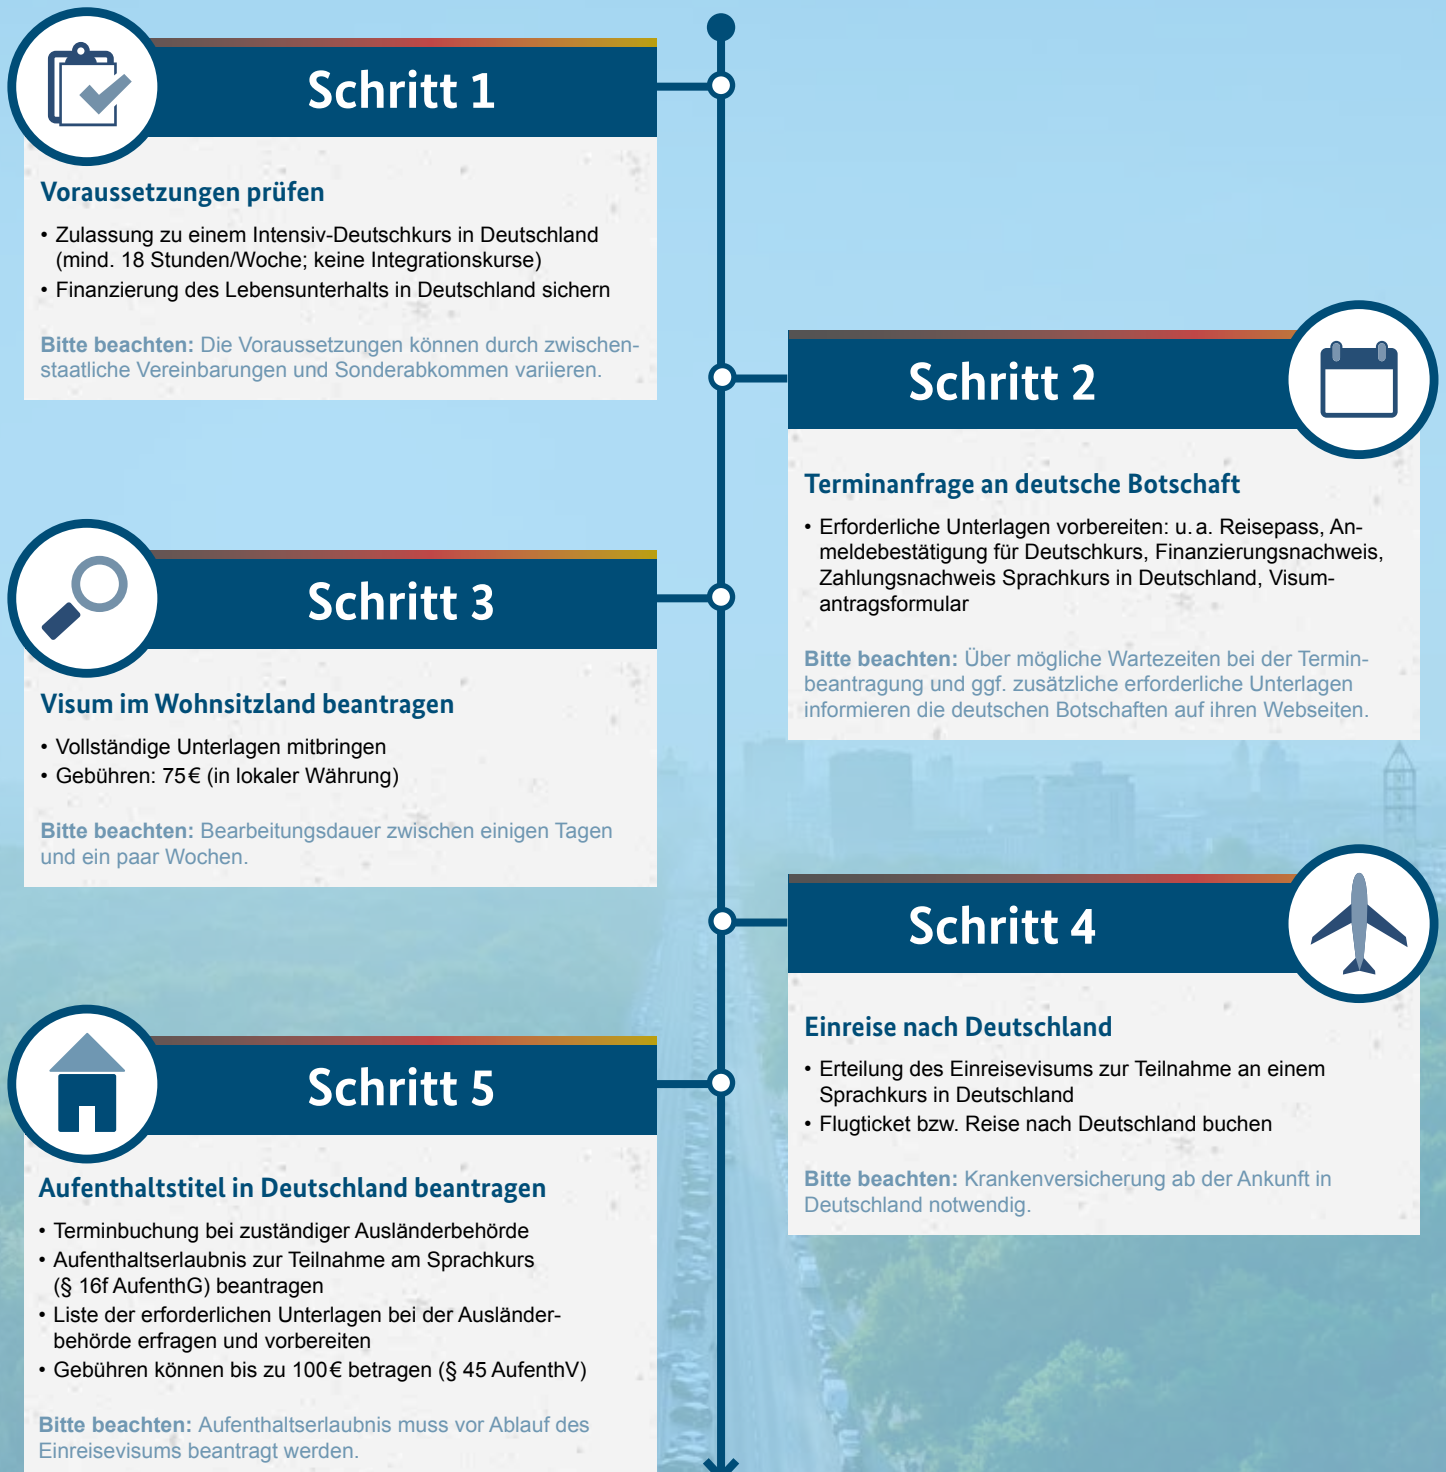 Schritt 1
Voraussetzungen prüfen
• Zulassung zu einem Intensiv-Deutschkurs in Deutschland
(mind. 18 Stunden/Woche; keine Integrationskurse)
• Finanzierung des Lebensunterhalts in Deutschland sichern
Bitte beachten: Die Voraussetzungen können durch zwischen-
staatliche Vereinbarungen und Sonderabkommen variieren.
Schritt 2
Terminanfrage an deutsche Botschaft
• Erforderliche Unterlagen vorbereiten: u. a. Reisepass, An-
meldebestätigung für Deutschkurs, Finanzierungsnachweis,
Zahlungsnachweis Sprachkurs in Deutschland, Visum-
antragsformular
Bitte beachten: Über mögliche Wartezeiten bei der Termin-
beantragung und ggf. zusätzliche erforderliche Unterlagen
informieren die deutschen Botschaften auf ihren Webseiten.
Schritt 3
Visum im Wohnsitzland beantragen
• Vollständige Unterlagen mitbringen
• Gebühren: 75 € (in lokaler Währung)
Bitte beachten: Bearbeitungsdauer zwischen einigen Tagen
und ein paar Wochen.
Schritt 4
Einreise nach Deutschland
• Erteilung des Einreisevisums zur Teilnahme an einem
Sprachkurs in Deutschland
• Flugticket bzw. Reise nach Deutschland buchen
Bitte beachten: Krankenversicherung ab der Ankunft in
Deutschland notwendig.
Schritt 5
Aufenthaltstitel in Deutschland beantragen
• Terminbuchung bei zuständiger Ausländerbehörde
• Aufenthaltserlaubnis zur Teilnahme am Sprachkurs
(§ 16f AufenthG) beantragen
• Liste der erforderlichen Unterlagen bei der Ausländer-
behörde erfragen und vorbereiten
• Gebühren können bis zu 100 € betragen (§ 45 AufenthV)
Bitte beachten: Aufenthaltserlaubnis muss vor Ablauf des
Einreisevisums beantragt werden.